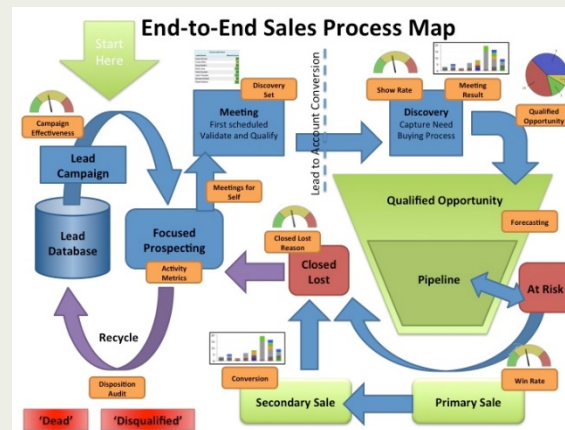 End-to-End Sales Process Map
Start
Here
Campaign
Effectiveness
Lead
Campaign
Lead
Database
Focused
Prospecting
Activity
Metrics
Meetings for
Self
Meeting
First scheduled
Validate and Qualify
Discovery
Set
Lead to Account Conversion
Show Rate
Meeting
Result
Discovery
Capture Need
Buying Process
Qualified
Opportunity
Qualified Opportunity
Forecasting
Pipeline
At Risk
Win Rate
Primary Sale
Secondary Sale
Conversion
Closed Lost
Reason
Closed
Lost
Recycle
Disposition
Audit
'Dead'
'Disqualified'